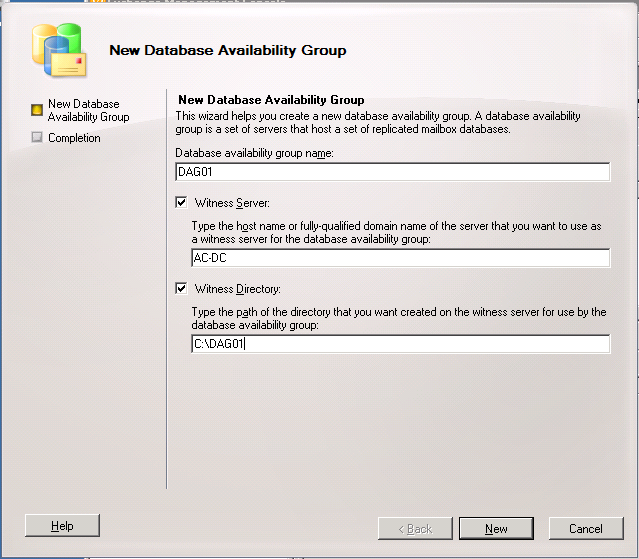 New Database Availability Group
New Database
Availability Group
Completion
New Database Availability Group
This wizard helps you create a new database availability group. A database availability
group is a set of servers that host a set of replicated mailbox databases.
Database availability group name:
DAG01
Witness Server:
Type the host name or fully-qualified domain name of the server that you want to use as
a witness server for the database availability group:
AC-DC
Witness Directory:
Type the path of the directory that you want created on the witness server for use by the
database availability group:
C:\DAG01
Help
< Back
New
Cancel